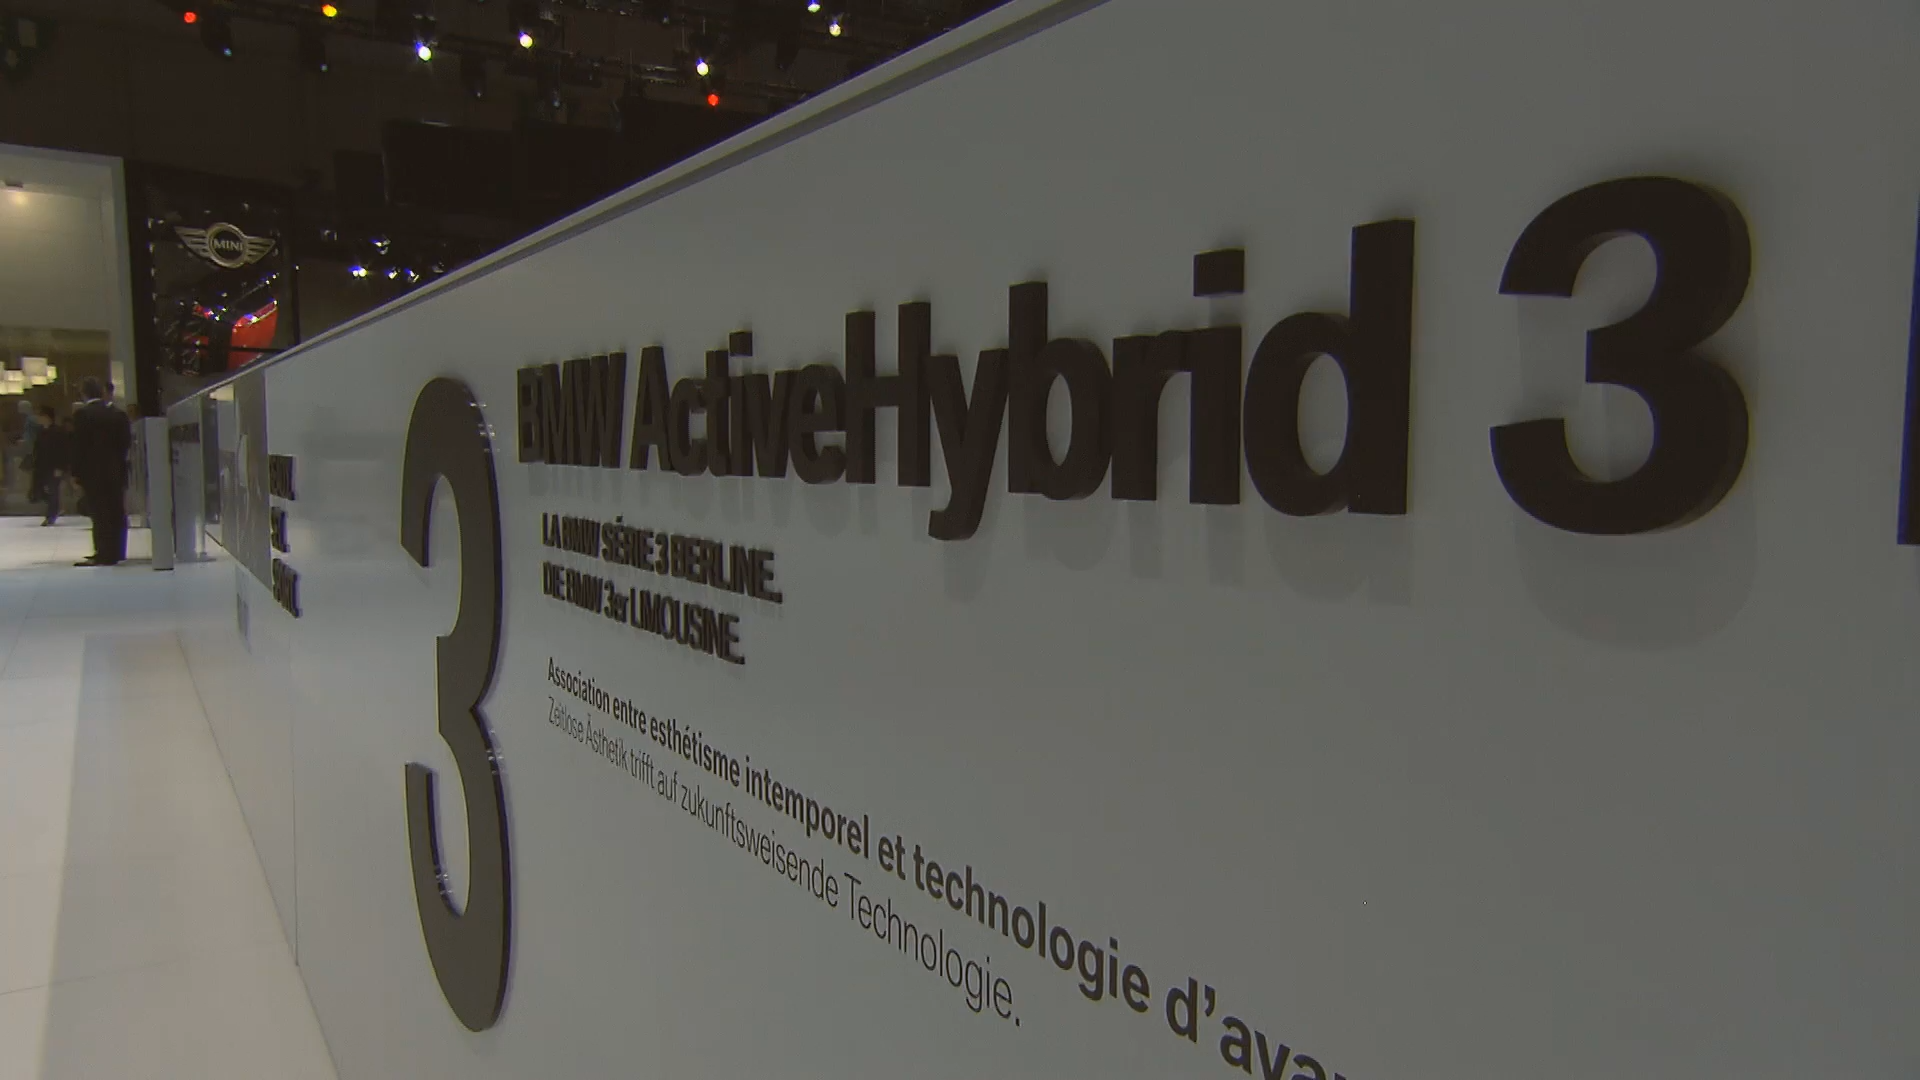 MINI
3
BMW ActiveHybrid 3
LA BMW SÉRIE 3 BERLINE.
DIE BMW 3er LIMOUSINE.
Association entre esthétisme intemporel et technologie d'ava
Zeitlose Ästhetik trifft auf zukunftsweisende Technologie.